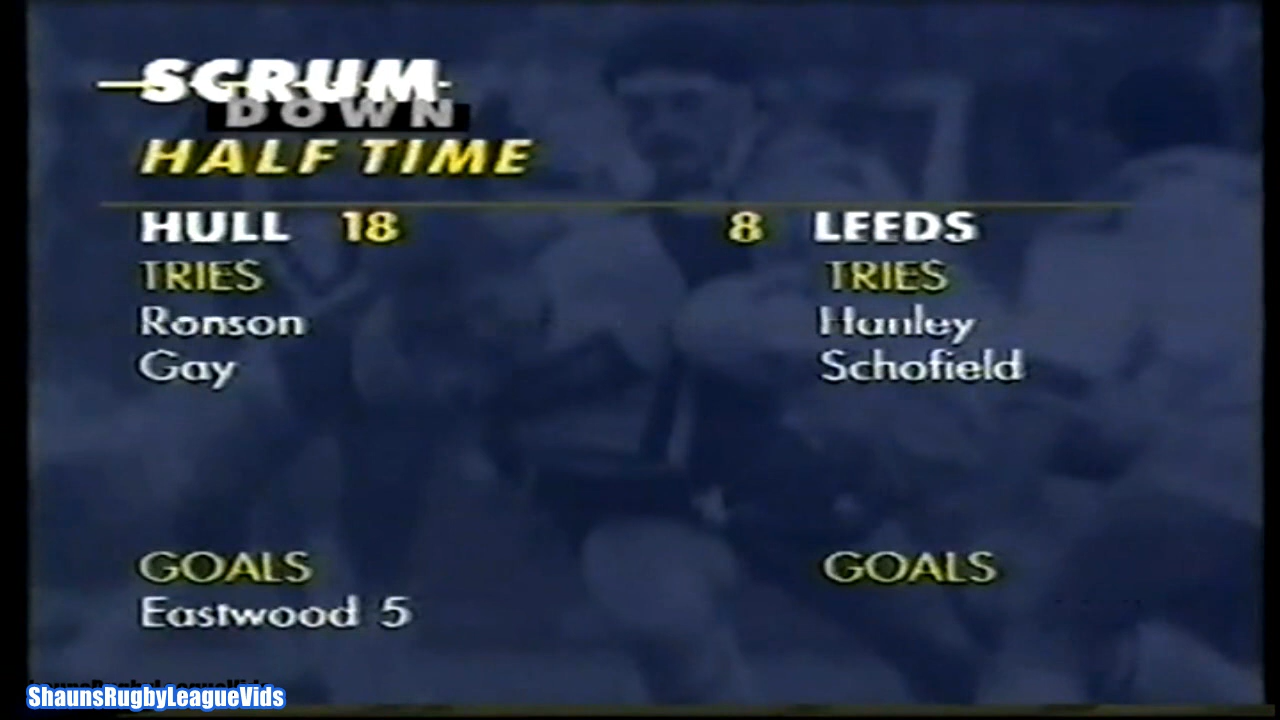 SCRUM
DOWN
HALF TIME
HULL 18 8 LEEDS
TRIES TRIES
Ronson Hanley
Gay Schofield
GOALS GOALS
Eastwood 5
ShaunsRugbyLeagueVids